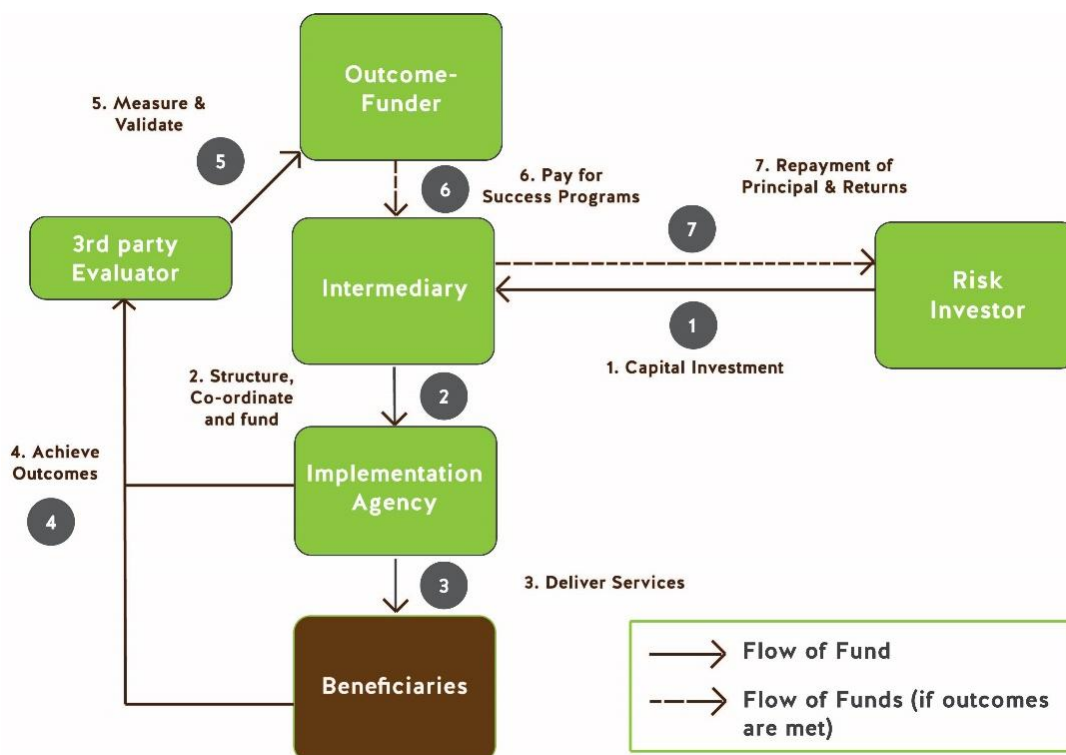 Outcome-
Funder
5. Measure &
Validate
5
6
6. Pay for
Success Programs
7. Repayment of
Principal & Returns
7
3rd party
Evaluator
Intermediary
Risk
Investor
1
1. Capital Investment
2. Structure,
Co-ordinate
and fund
2
4. Achieve
Outcomes
4
Implementation
Agency
3
3. Deliver Services
Beneficiaries
Flow of Fund
Flow of Funds (if outcomes
are met)